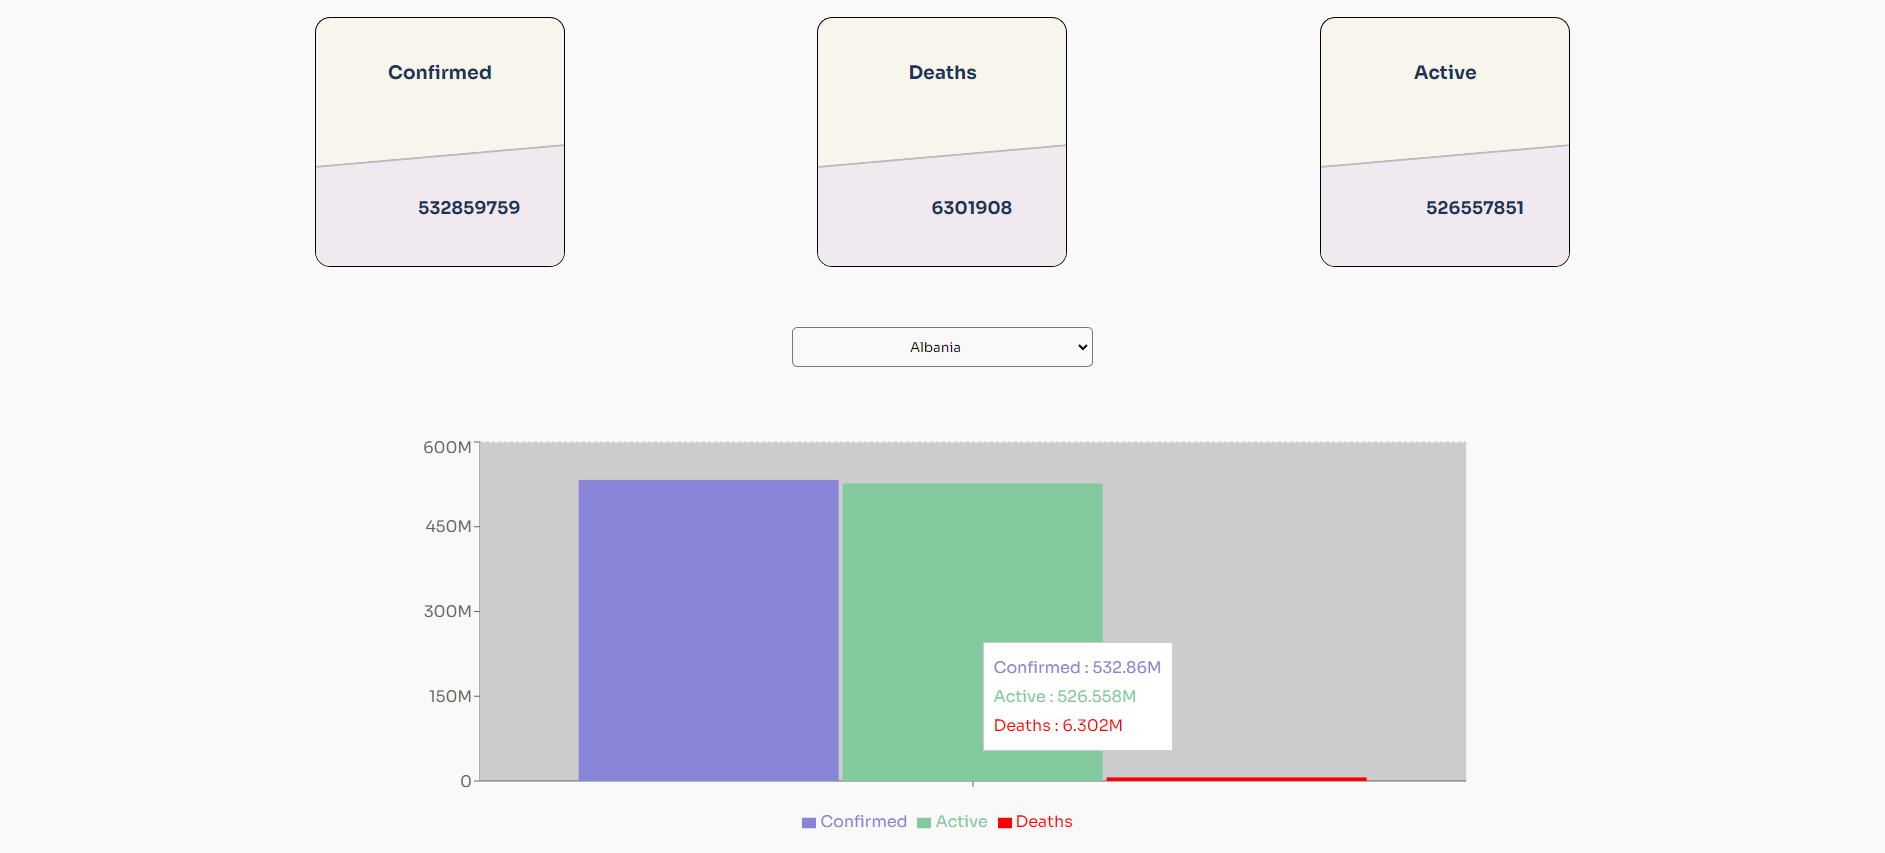 Confirmed
532859759
Deaths
6301908
Active
526557851
Albania
600M
450M
300M
150M
0
Confirmed : 532.86M
Active : 526.558M
Deaths : 6.302M
Confirmed Active Deaths